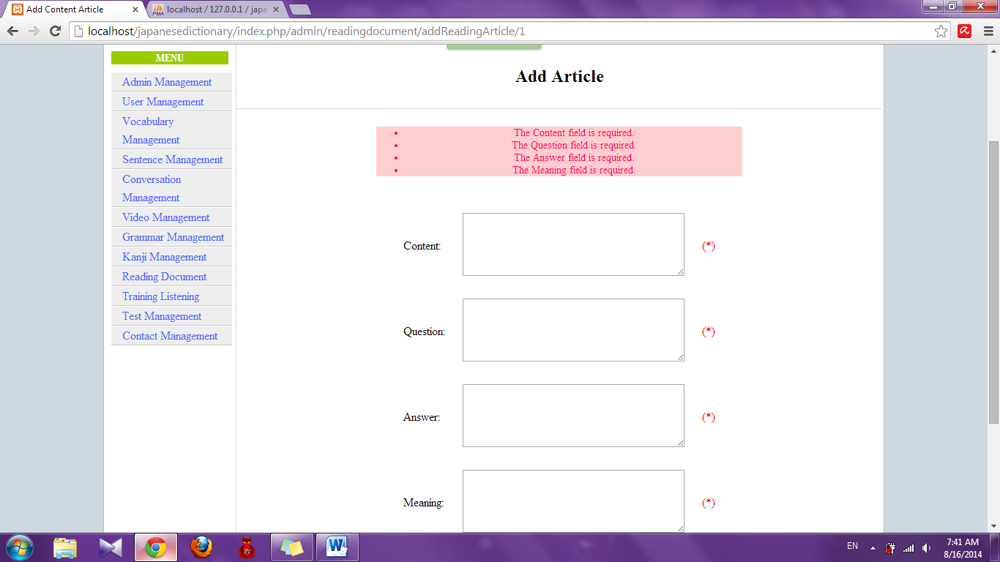 Add Content Article
localhost / 127.0.0.1 / japa
localhost/japanesedictionary/index.php/admin/readingdocument/addReadingArticle/1
MENU
Admin Management
User Management
Vocabulary
Management
Sentence Management
Conversation
Management
Video Management
Grammar Management
Kanji Management
Reading Document
Training Listening
Test Management
Contact Management
Add Article
The Content field is required.
The Question field is required.
The Answer field is required.
The Meaning field is required.
Content: (*)
Question: (*)
Answer: (*)
Meaning: (*)
EN
7:41 AM
8/16/2014